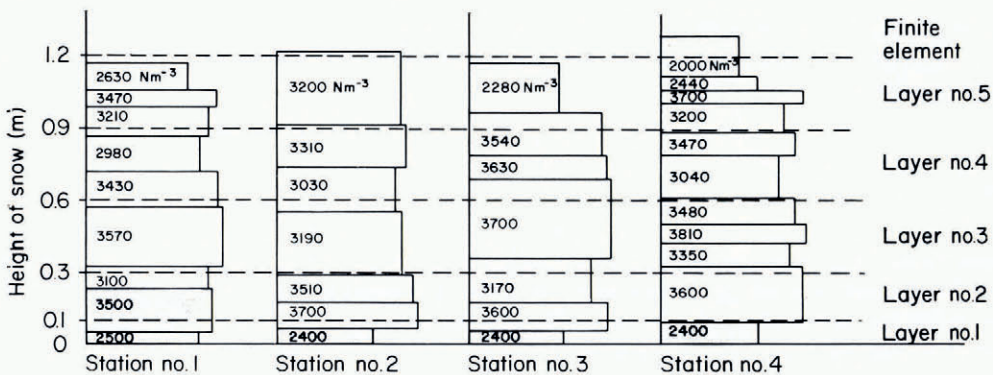 Height of snow (m)
1.2
0.9
0.6
0.3
0.1
0
2630 Nm⁻³
3470
3210
2980
3430
3570
3100
3500
2500
Station no.1
3200 Nm⁻³
3310
3030
3190
3510
3700
2400
Station no.2
2280 Nm⁻³
3540
3630
3700
3170
3600
2400
Station no.3
2000 Nm⁻³
2440
3700
3200
3470
3040
3480
3810
3350
3600
2400
Station no.4
Finite
element
Layer no.5
Layer no.4
Layer no.3
Layer no.2
Layer no.1